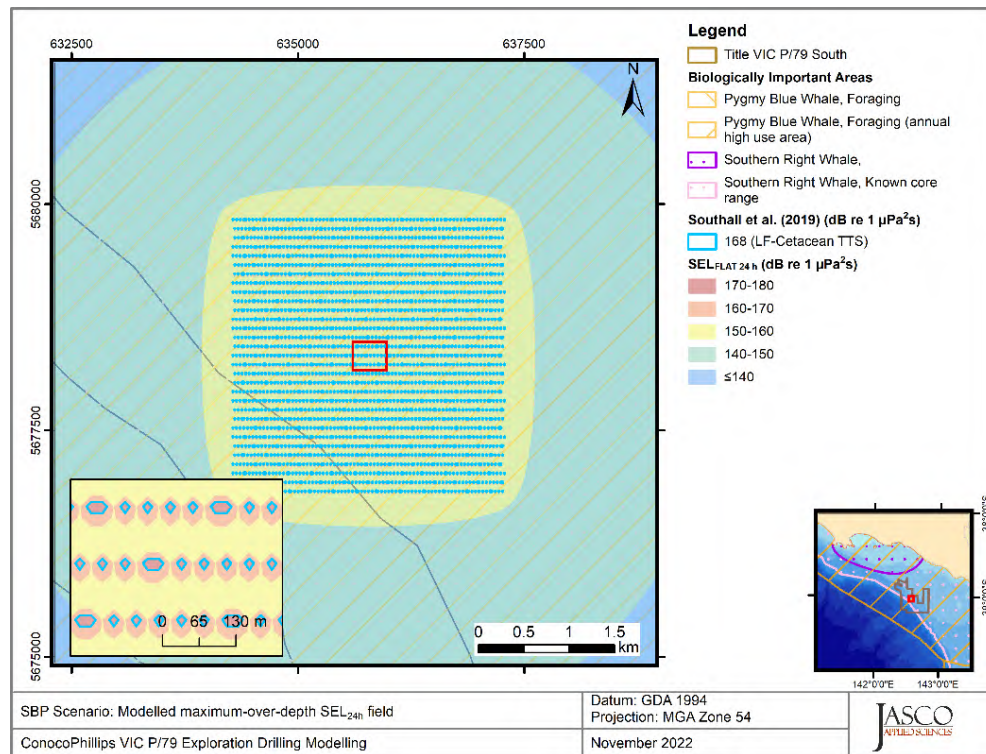 632500
635000
637500
5680000
5677500
5675000
N
0 65 130 m
0 0.5 1 1.5
km
Legend
Title VIC P/79 South
Biologically Important Areas
Pygmy Blue Whale, Foraging
Pygmy Blue Whale, Foraging (annual
high use area)
Southern Right Whale,
Southern Right Whale, Known core
range
Southall et al. (2019) (dB re 1 µPa²s)
168 (LF-Cetacean TTS)
SEL FLAT 24 h (dB re 1 µPa²s)
170-180
160-170
150-160
140-150
≤140
142°0'0"E 143°0'0"E
SBP Scenario: Modelled maximum-over-depth SEL24h field
ConocoPhillips VIC P/79 Exploration Drilling Modelling
Datum: GDA 1994
Projection: MGA Zone 54
November 2022
JASCO
APPLIED SCIENCES